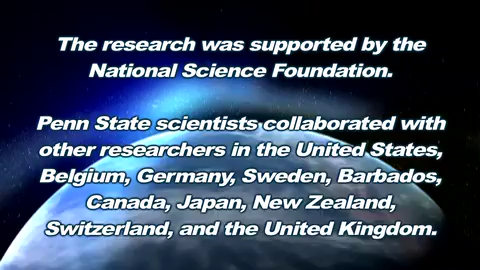 The research was supported by the
National Science Foundation.
Penn State scientists collaborated with
other researchers in the United States,
Belgium, Germany, Sweden, Barbados,
Canada, Japan, New Zealand,
Switzerland, and the United Kingdom.